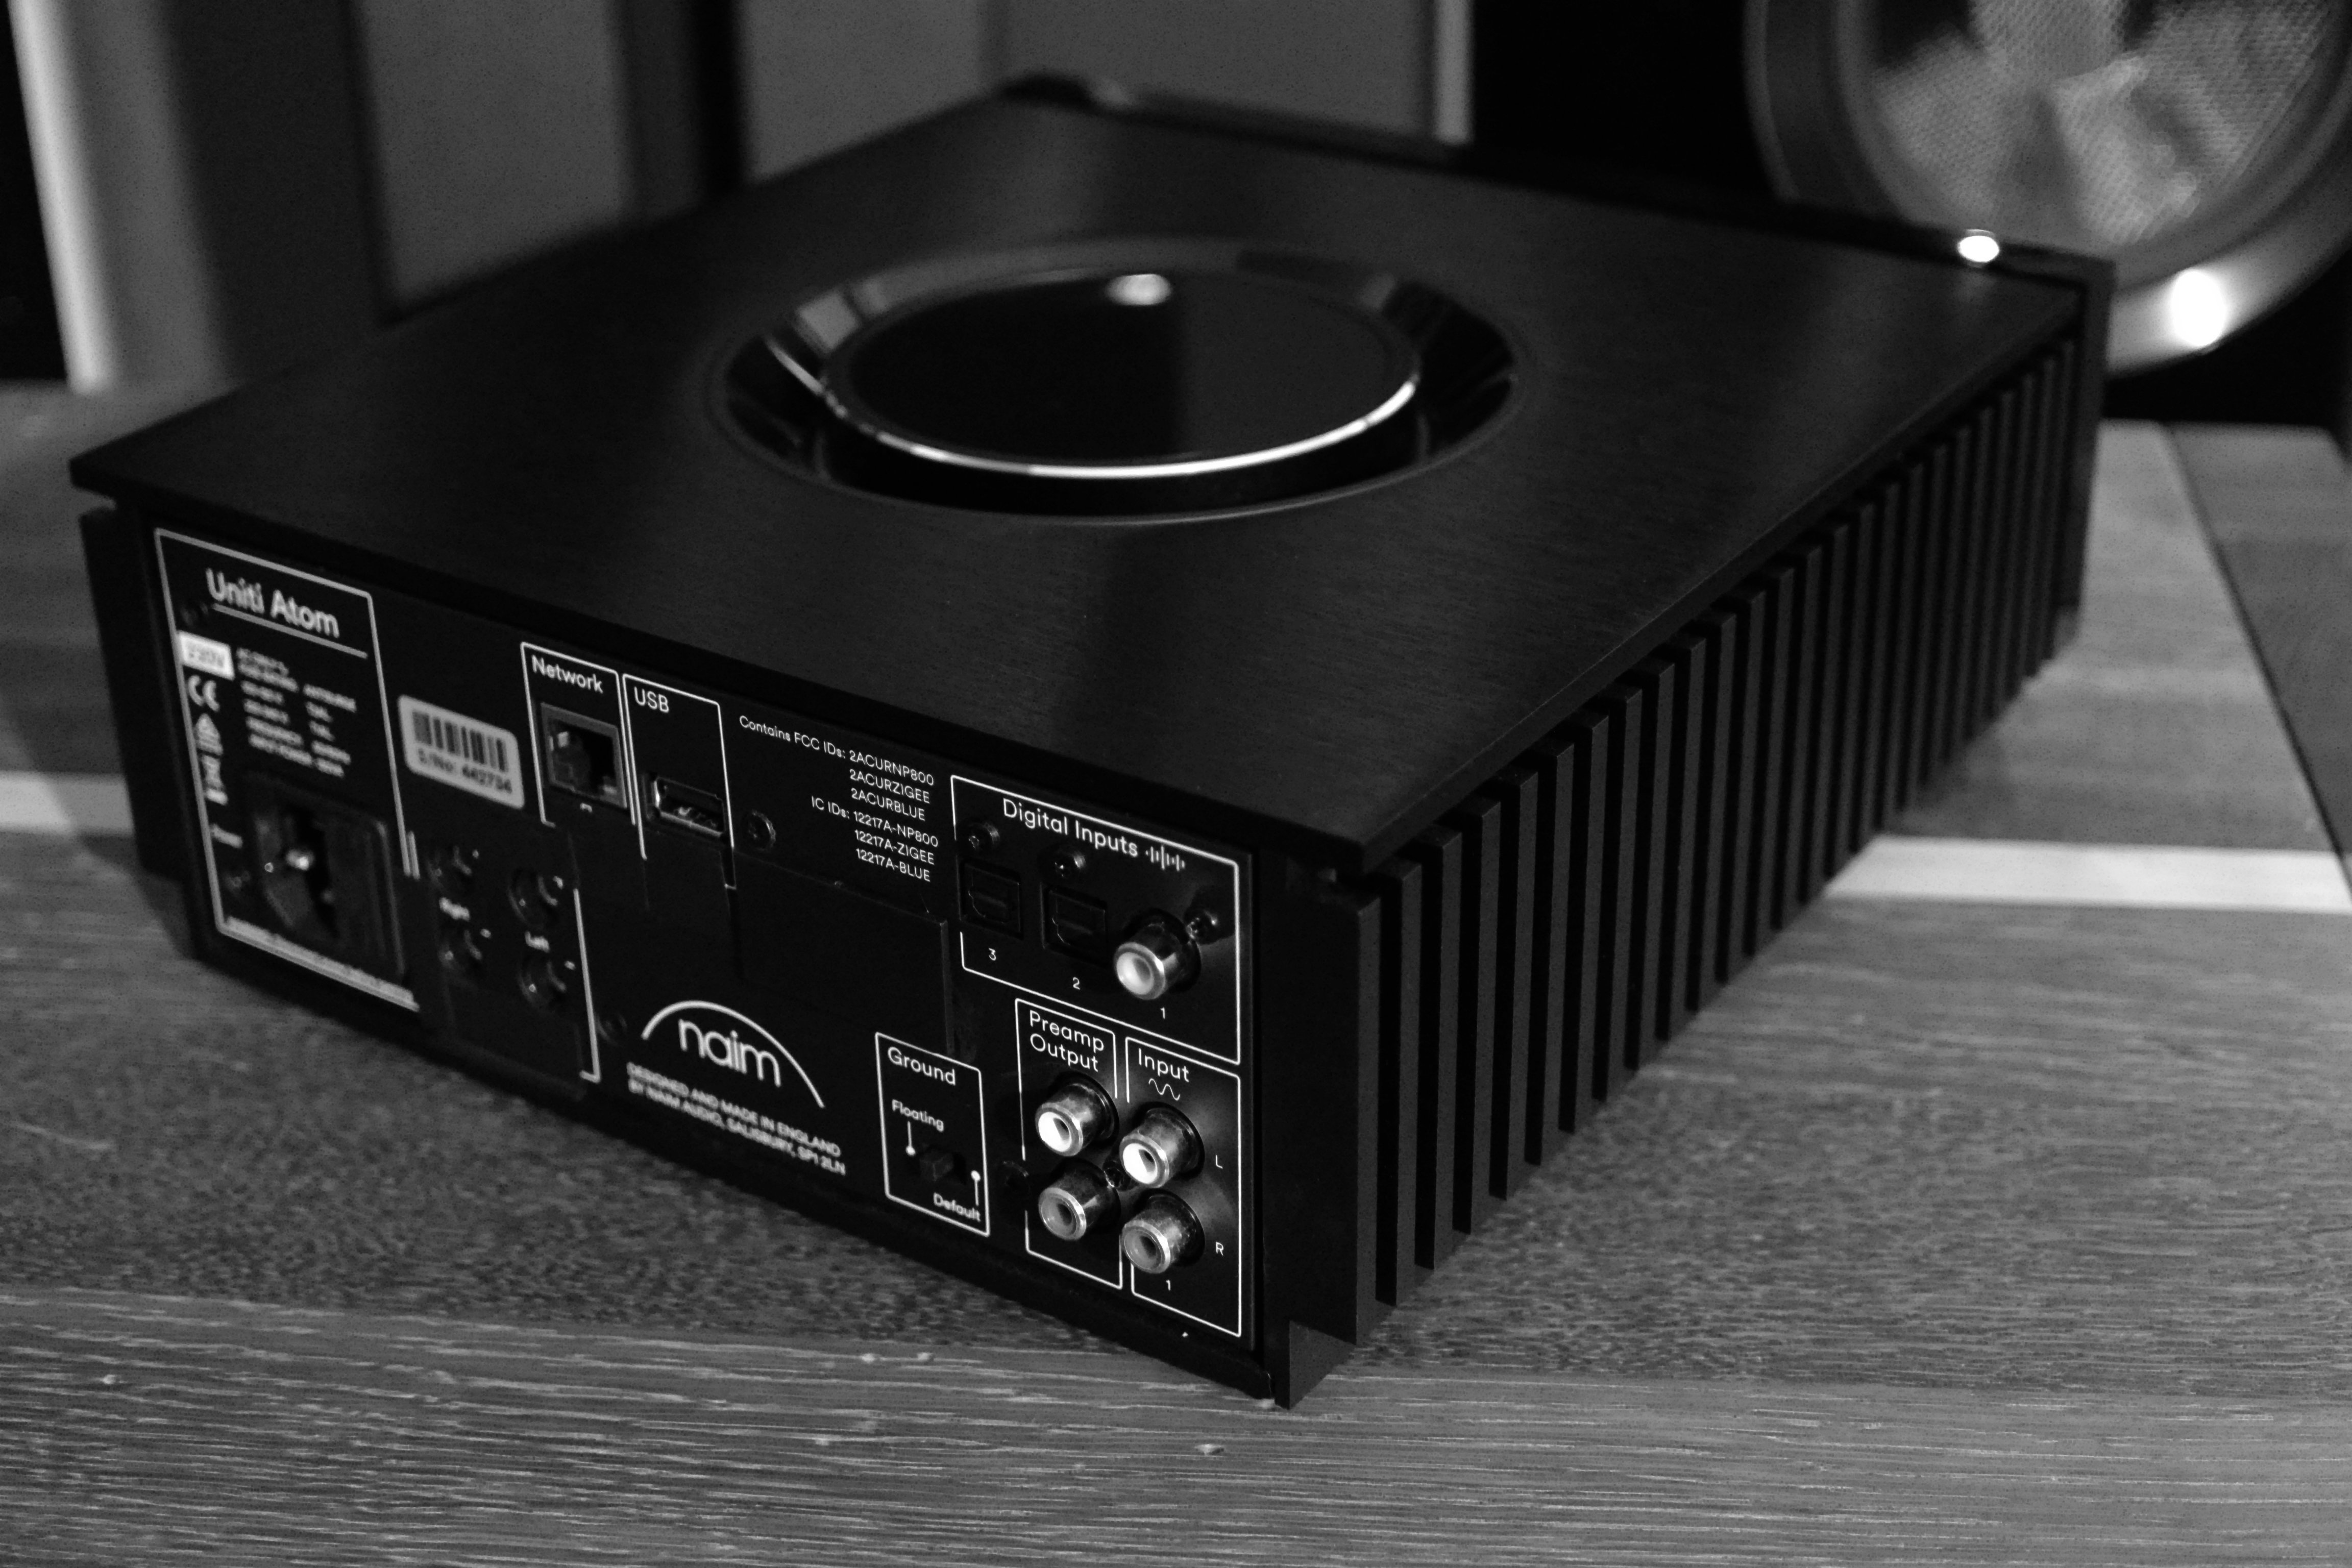 Uniti Atom
220V
CE
S/No: 442734
Right
Left
Network
USB
Contains FCC IDs: 2ACURNP800
2ACURZIGEE
2ACURBLUE
IC IDs: 12217A-NP800
12217A-ZIGEE
12217A-BLUE
Digital Inputs
3
2
1
naim
DESIGNED AND MADE IN ENGLAND
BY NAIM AUDIO, SALISBURY, SP1 2LN
Ground
Floating
Default
Preamp
Output
Input
L
R
1